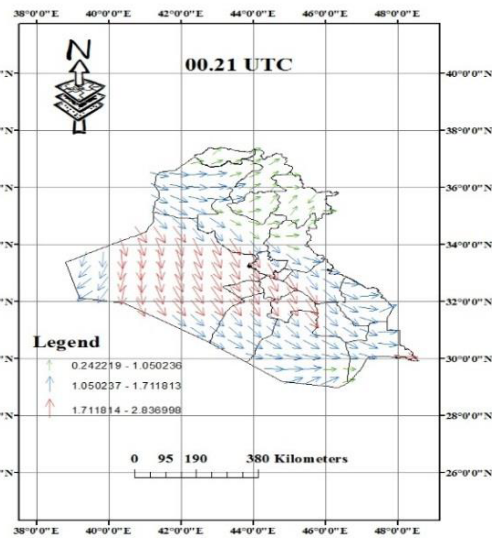 38°0'0"E 40°0'0"E 42°0'0"E 44°0'0"E 46°0'0"E 48°0'0"E
N
00.21 UTC
"N 40°0'0"N
"N 38°0'0"N
"N 36°0'0"N
"N 34°0'0"N
"N 32°0'0"N
Legend
0.242219 - 1.050236
"N 30°0'0"N
1.050237 - 1.711813
1.711814 - 2.836998
"N 28°0'0"N
0 95 190 380 Kilometers
"N 26°0'0"N
38°0'0"E 40°0'0"E 42°0'0"E 44°0'0"E 46°0'0"E 48°0'0"E